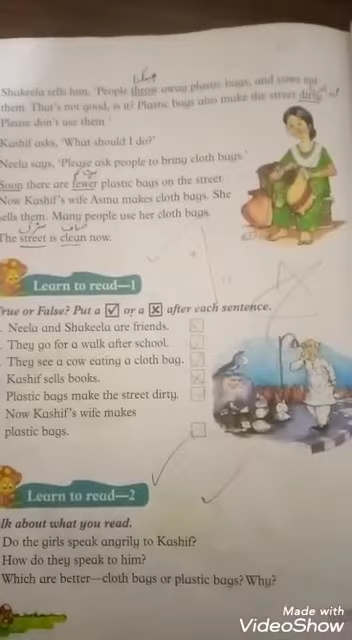 Shakeela tells him, 'People throw away plastic bags, and cows eat
them. That's not good, is it? Plastic bags also make the street dirty.
Please don't use them.'
Kashif asks, 'What should I do?'
Neela says, 'Please ask people to bring cloth bags.'
Soon there are fewer plastic bags on the street.
Now Kashif's wife Asma makes cloth bags. She
sells them. Many people use her cloth bags.
The street is clean now.
Learn to read—1
True or False? Put a ☑ or a ☒ after each sentence.
Neela and Shakeela are friends.
They go for a walk after school.
They see a cow eating a cloth bag.
Kashif sells books.
Plastic bags make the street dirty.
Now Kashif's wife makes
plastic bags.
Learn to read—2
alk about what you read.
Do the girls speak angrily to Kashif?
How do they speak to him?
Which are better—cloth bags or plastic bags? Why?
Made with
VideoShow